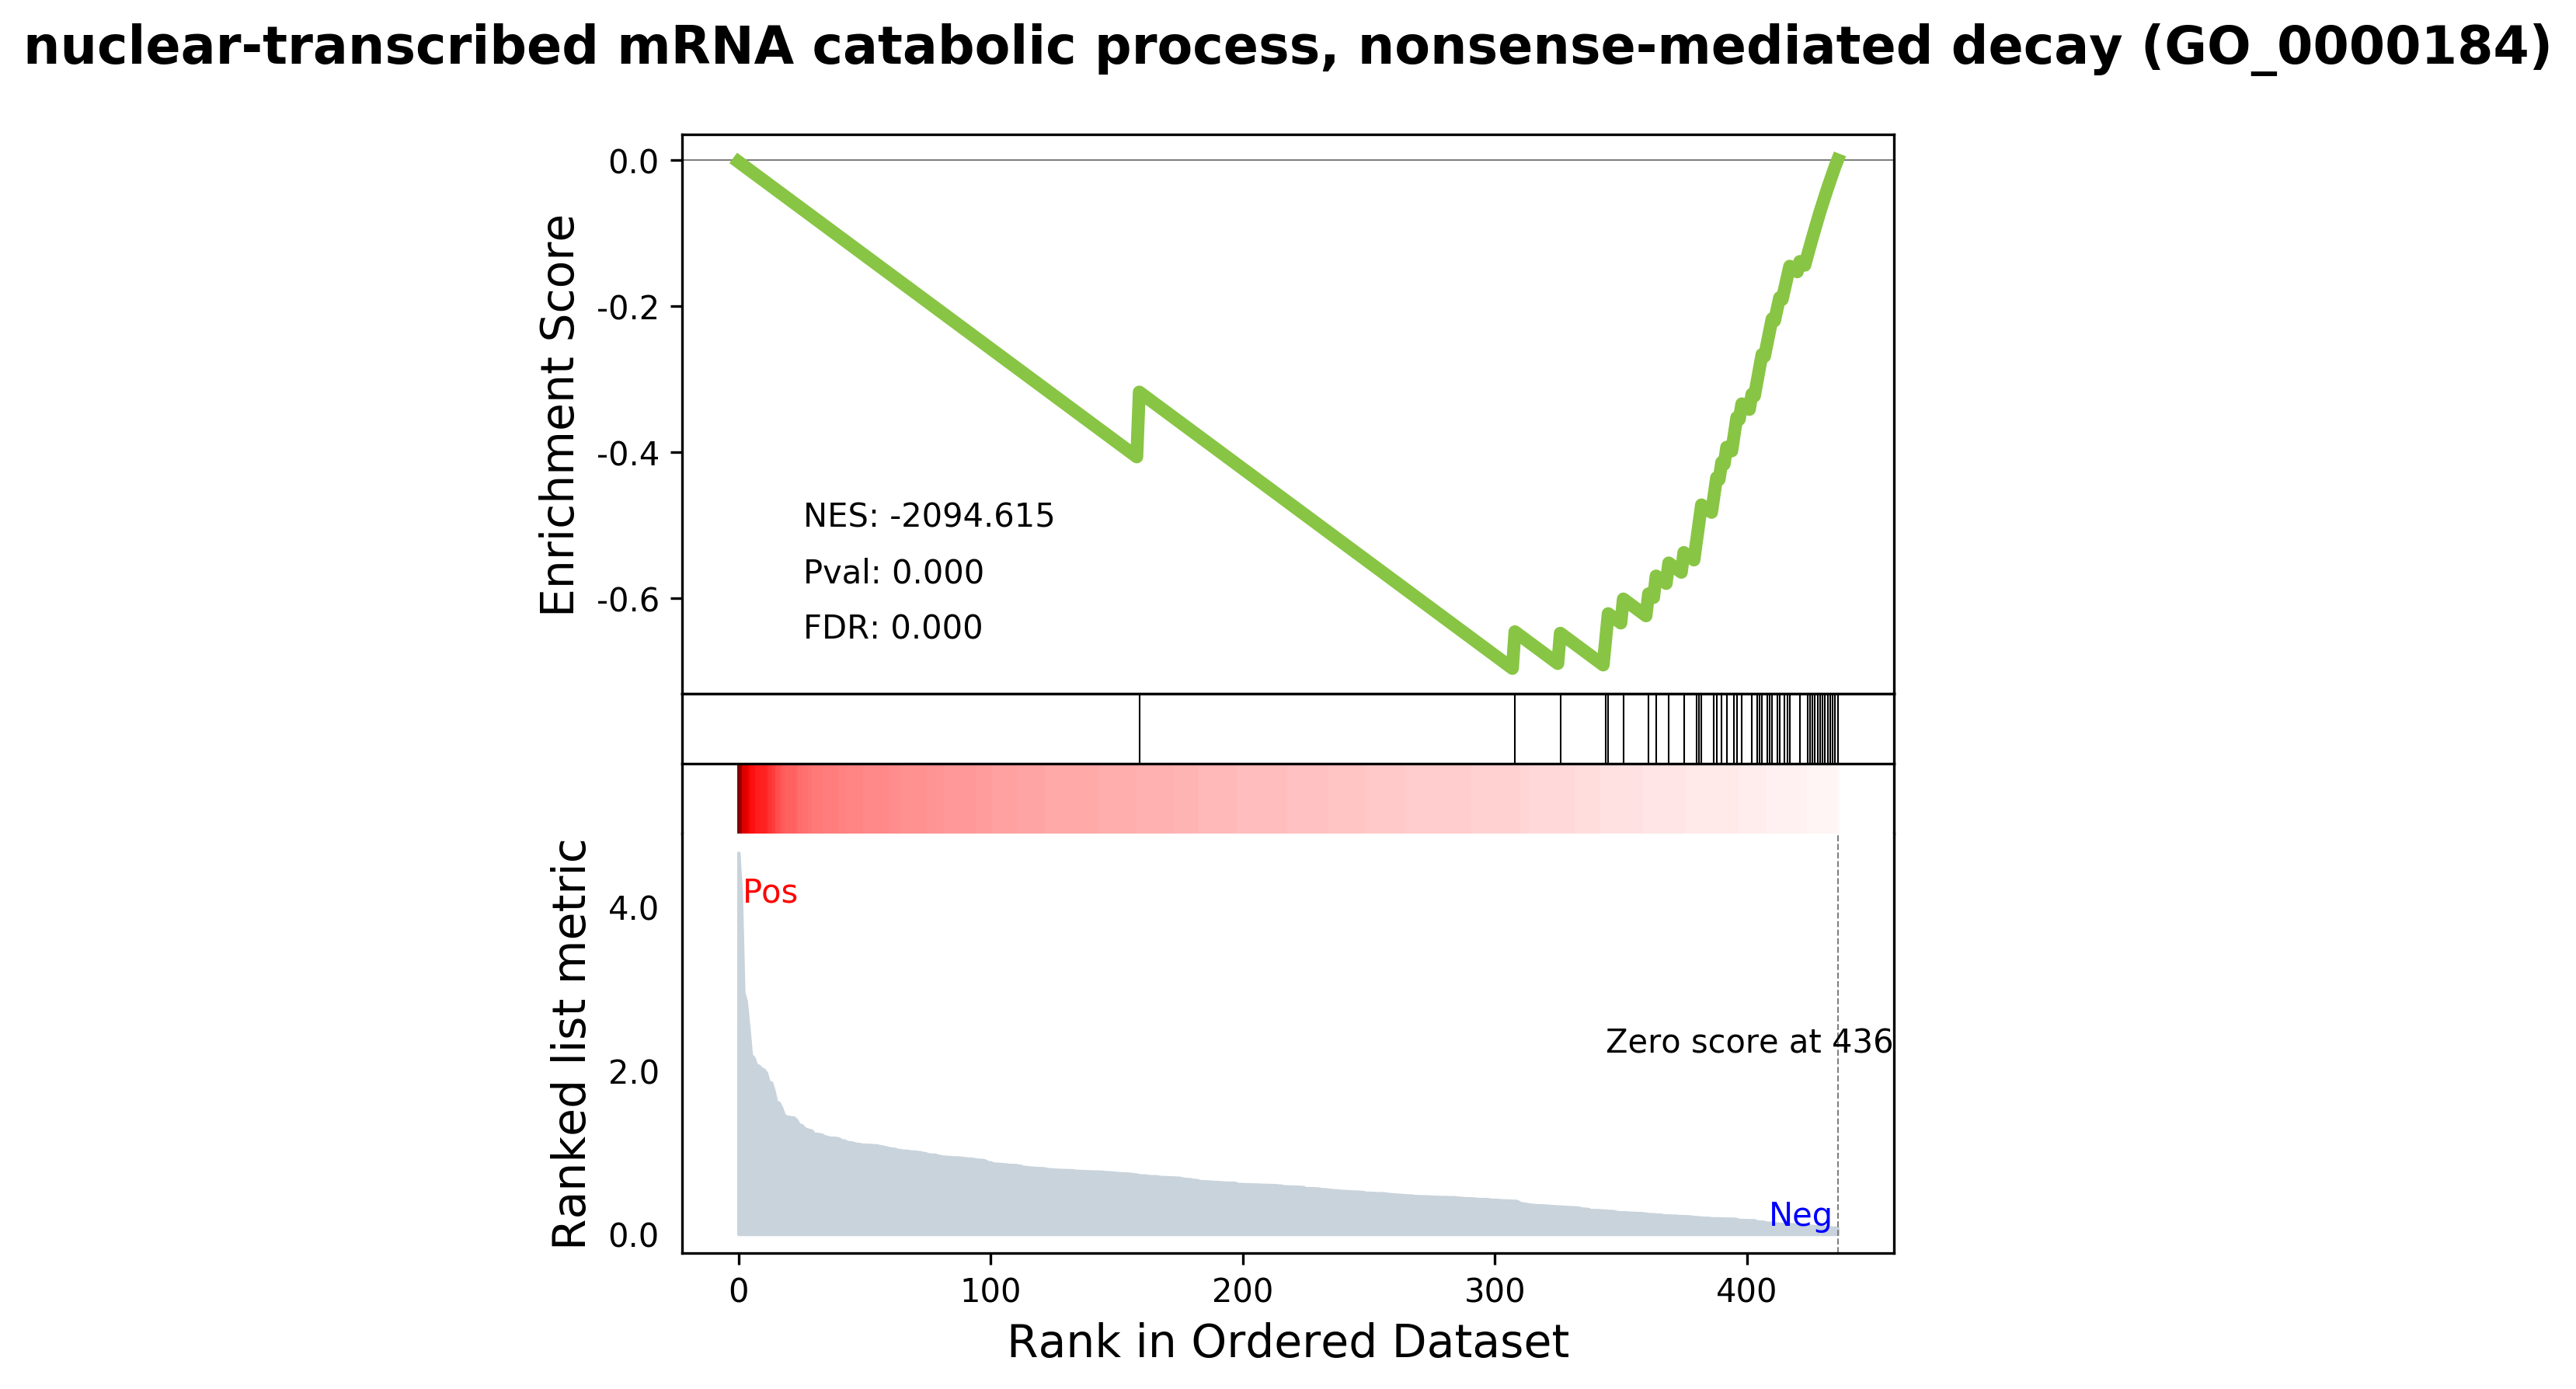 nuclear-transcribed mRNA catabolic process, nonsense-mediated decay (GO_0000184)
Enrichment Score
0.0
-0.2
-0.4
-0.6
NES: -2094.615
Pval: 0.000
FDR: 0.000
Ranked list metric
4.0
2.0
0.0
Pos
Zero score at 436
Neg
0 100 200 300 400
Rank in Ordered Dataset